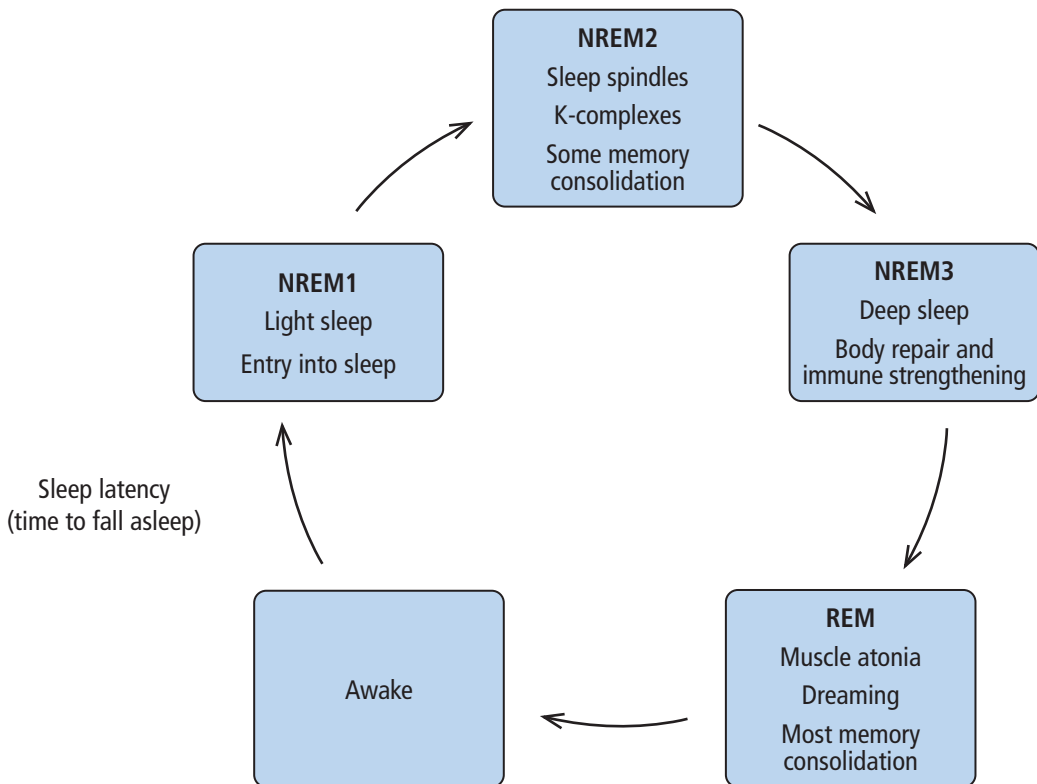 NREM2
Sleep spindles
K-complexes
Some memory
consolidation
NREM1
Light sleep
Entry into sleep
NREM3
Deep sleep
Body repair and
immune strengthening
Sleep latency
(time to fall asleep)
Awake
REM
Muscle atonia
Dreaming
Most memory
consolidation